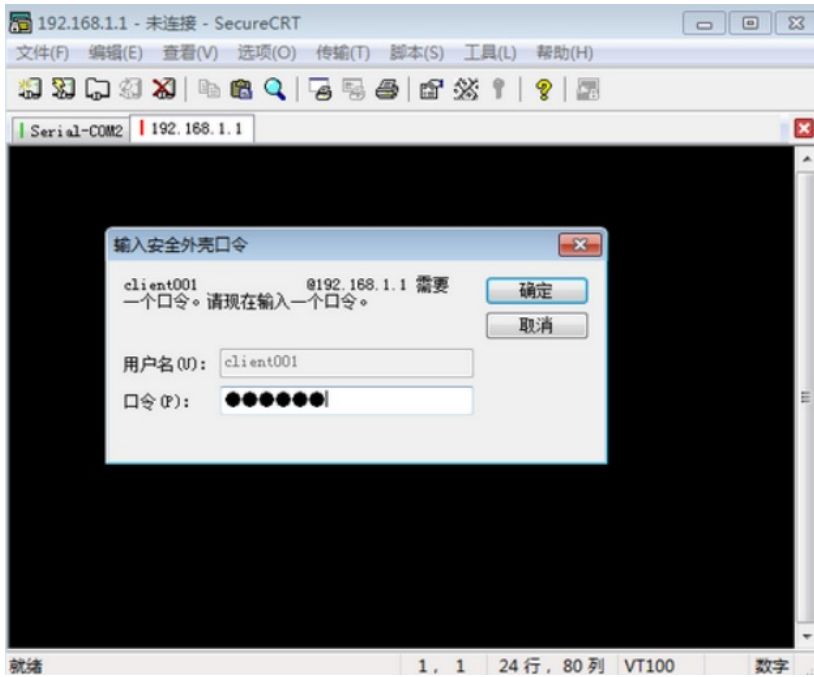 192.168.1.1 - 未连接 - SecureCRT
文件(F) 编辑(E) 查看(V) 选项(O) 传输(T) 脚本(S) 工具(L) 帮助(H)
Serial-COM2 192.168.1.1
输入安全外壳口令
client001 @192.168.1.1 需要
一个口令。请现在输入一个口令。
确定
取消
用户名(U): client001
口令(P): ●●●●●●
就绪 1, 1 24行, 80列 VT100 数字